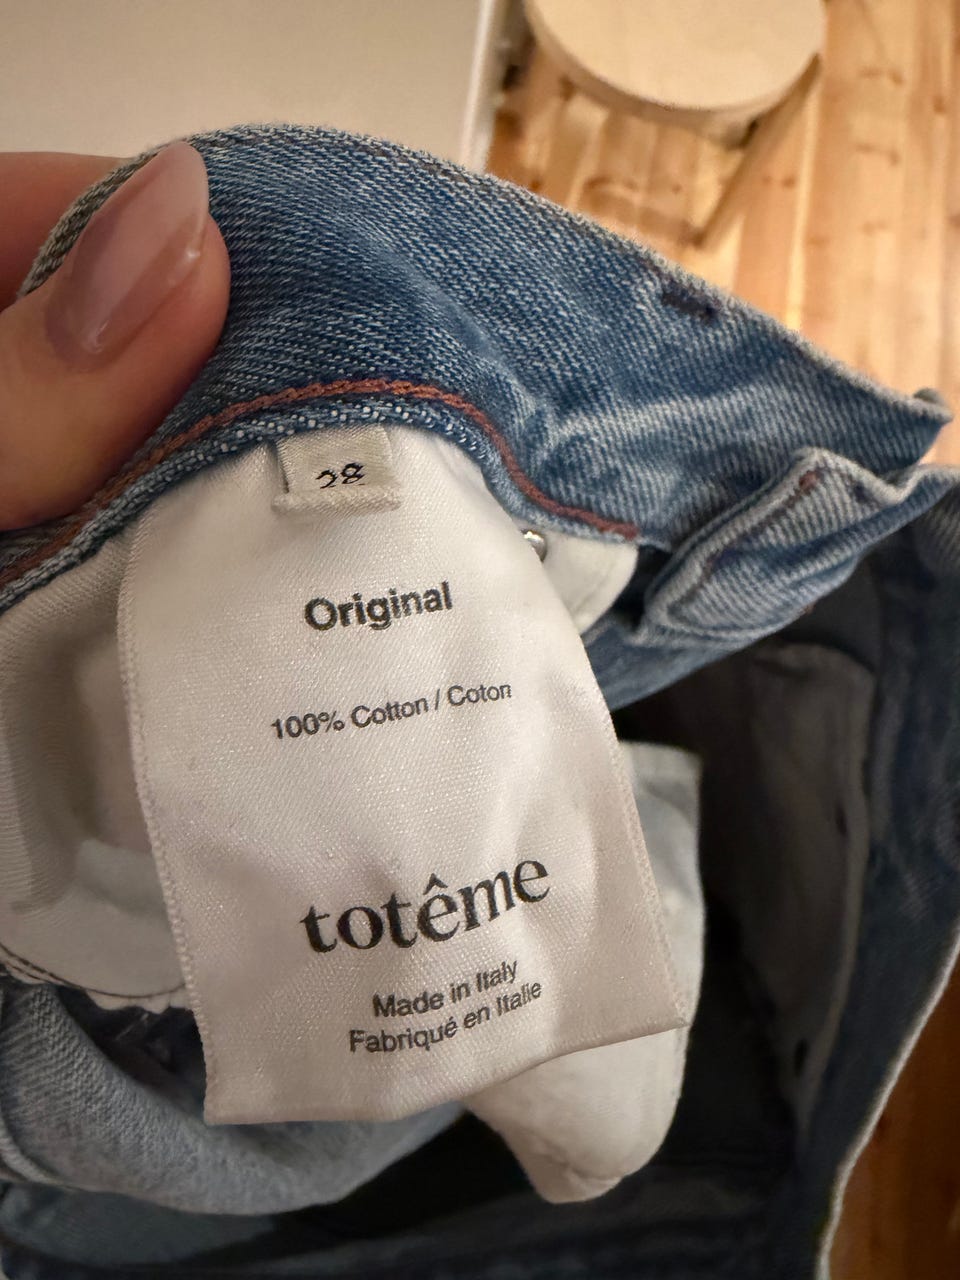 28
Original
100% Cotton / Coton
totême
Made in Italy
Fabriqué en Italie